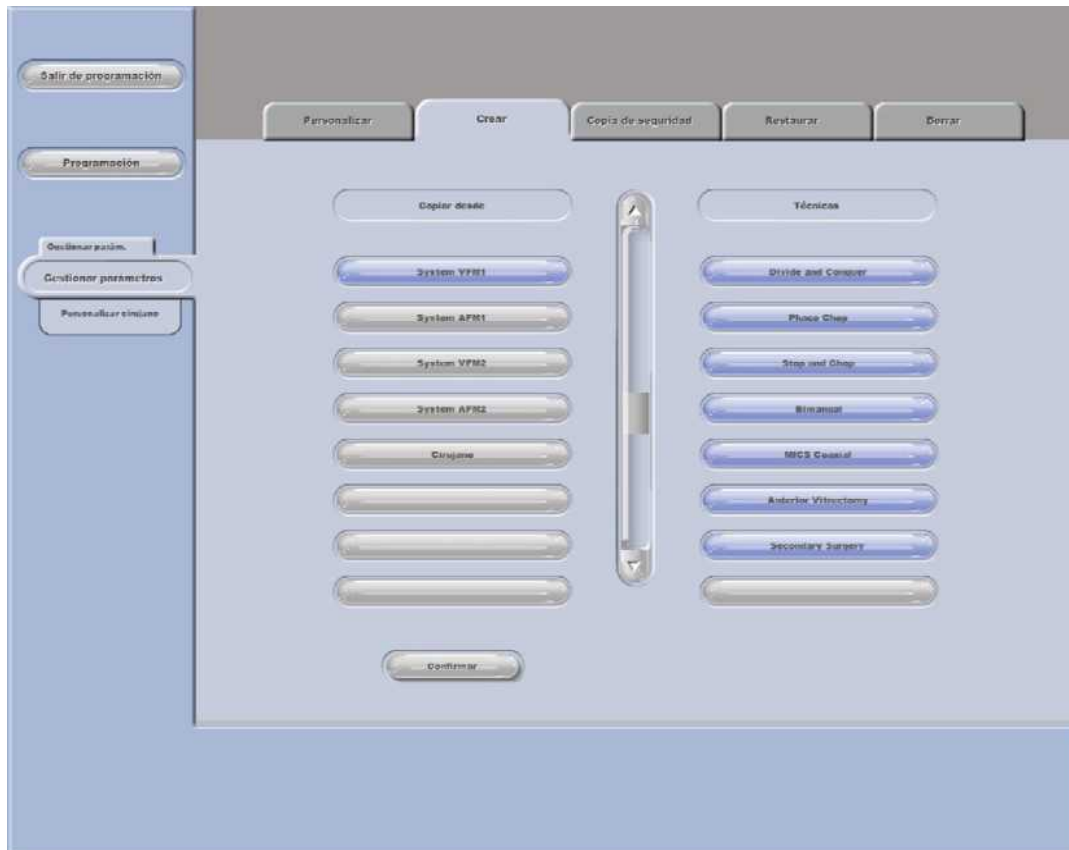 Salir de programación
Programación
Gestionar parám.
Gestionar parámetros
Personalizar cirujano
Personalizar
Crear
Copia de seguridad
Restaurar
Borrar
Copiar desde
System VFM1
System AFM1
System VFM2
System AFM2
Cirujano
Confirmar
Técnicas
Divide and Conquer
Phaco Chop
Stop and Chop
Bimanual
MICS Coaxial
Anterior Vitrectomy
Secondary Surgery